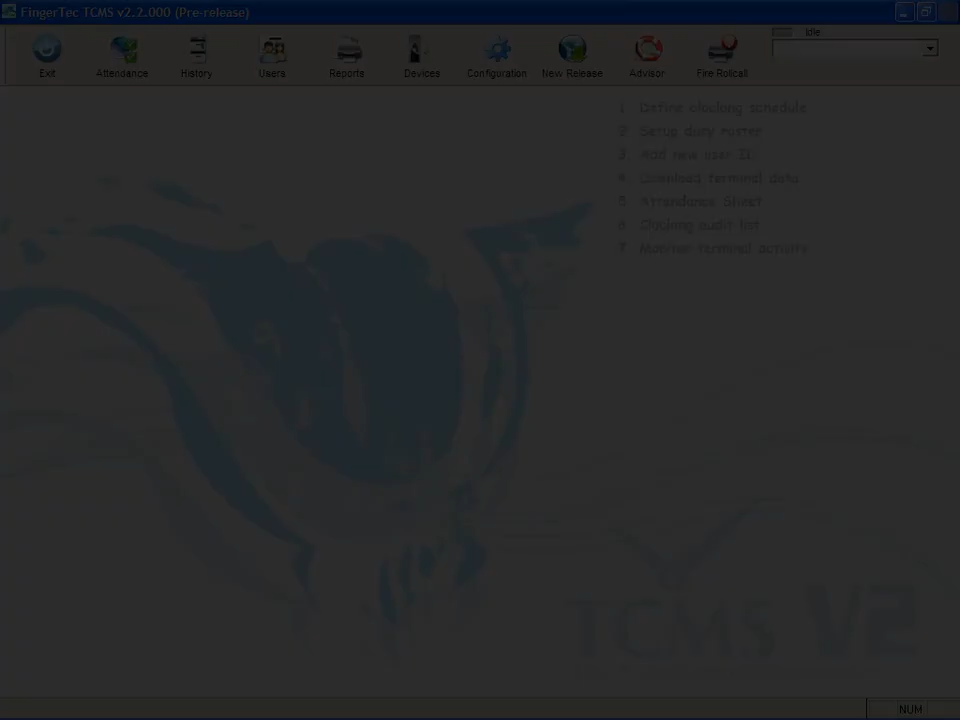 FingerTec TCMS v2.2.000 (Pre-release)
Idle
Exit
Attendance
History
Users
Reports
Devices
Configuration
New Release
Advisor
Fire Rollcall
1 Define clocking schedule
2 Setup duty roster
3 Add new user ID
4 Download terminal data
5 Attendance Sheet
6 Clocking audit list
7 Monitor terminal activity
TCMS V2
NUM